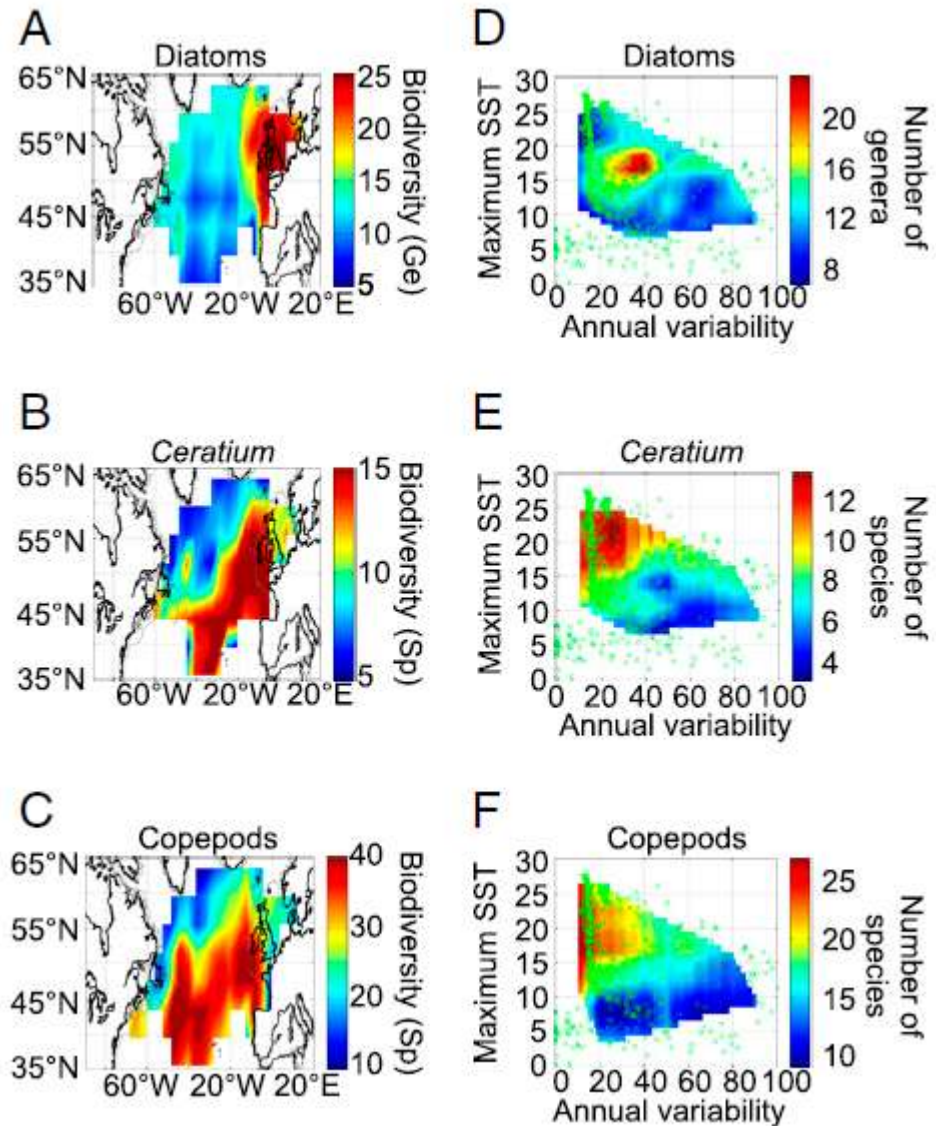 A
Diatoms
65°N
55°N
45°N
35°N
60°W 20°W 20°E
25
20
15
10
5
Biodiversity (Ge)
D
Diatoms
30
25
20
15
10
5
0
Maximum SST
0 20 40 60 80 100
Annual variability
20
16
12
8
Number of
genera
B
Ceratium
65°N
55°N
45°N
35°N
60°W 20°W 20°E
15
10
5
Biodiversity (Sp)
E
Ceratium
30
25
20
15
10
5
0
Maximum SST
0 20 40 60 80 100
Annual variability
12
10
8
6
4
Number of
species
C
Copepods
65°N
55°N
45°N
35°N
60°W 20°W 20°E
40
30
20
10
Biodiversity (Sp)
F
Copepods
30
25
20
15
10
5
0
Maximum SST
0 20 40 60 80 100
Annual variability
25
20
15
10
Number of
species